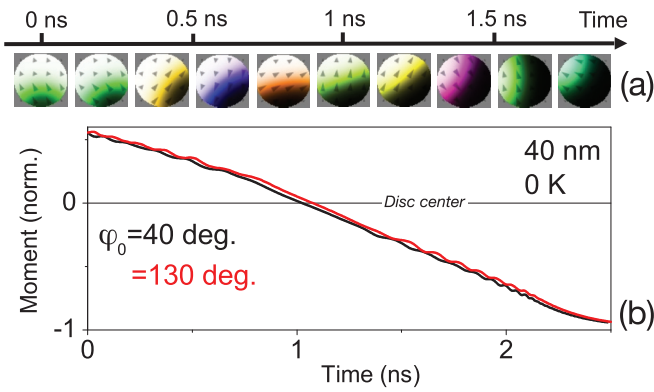 0 ns 0.5 ns 1 ns 1.5 ns Time
(a)
40 nm
0 K
0
Disc center
φ₀=40 deg.
=130 deg.
-1
Moment (norm.)
(b)
0 1 2
Time (ns)